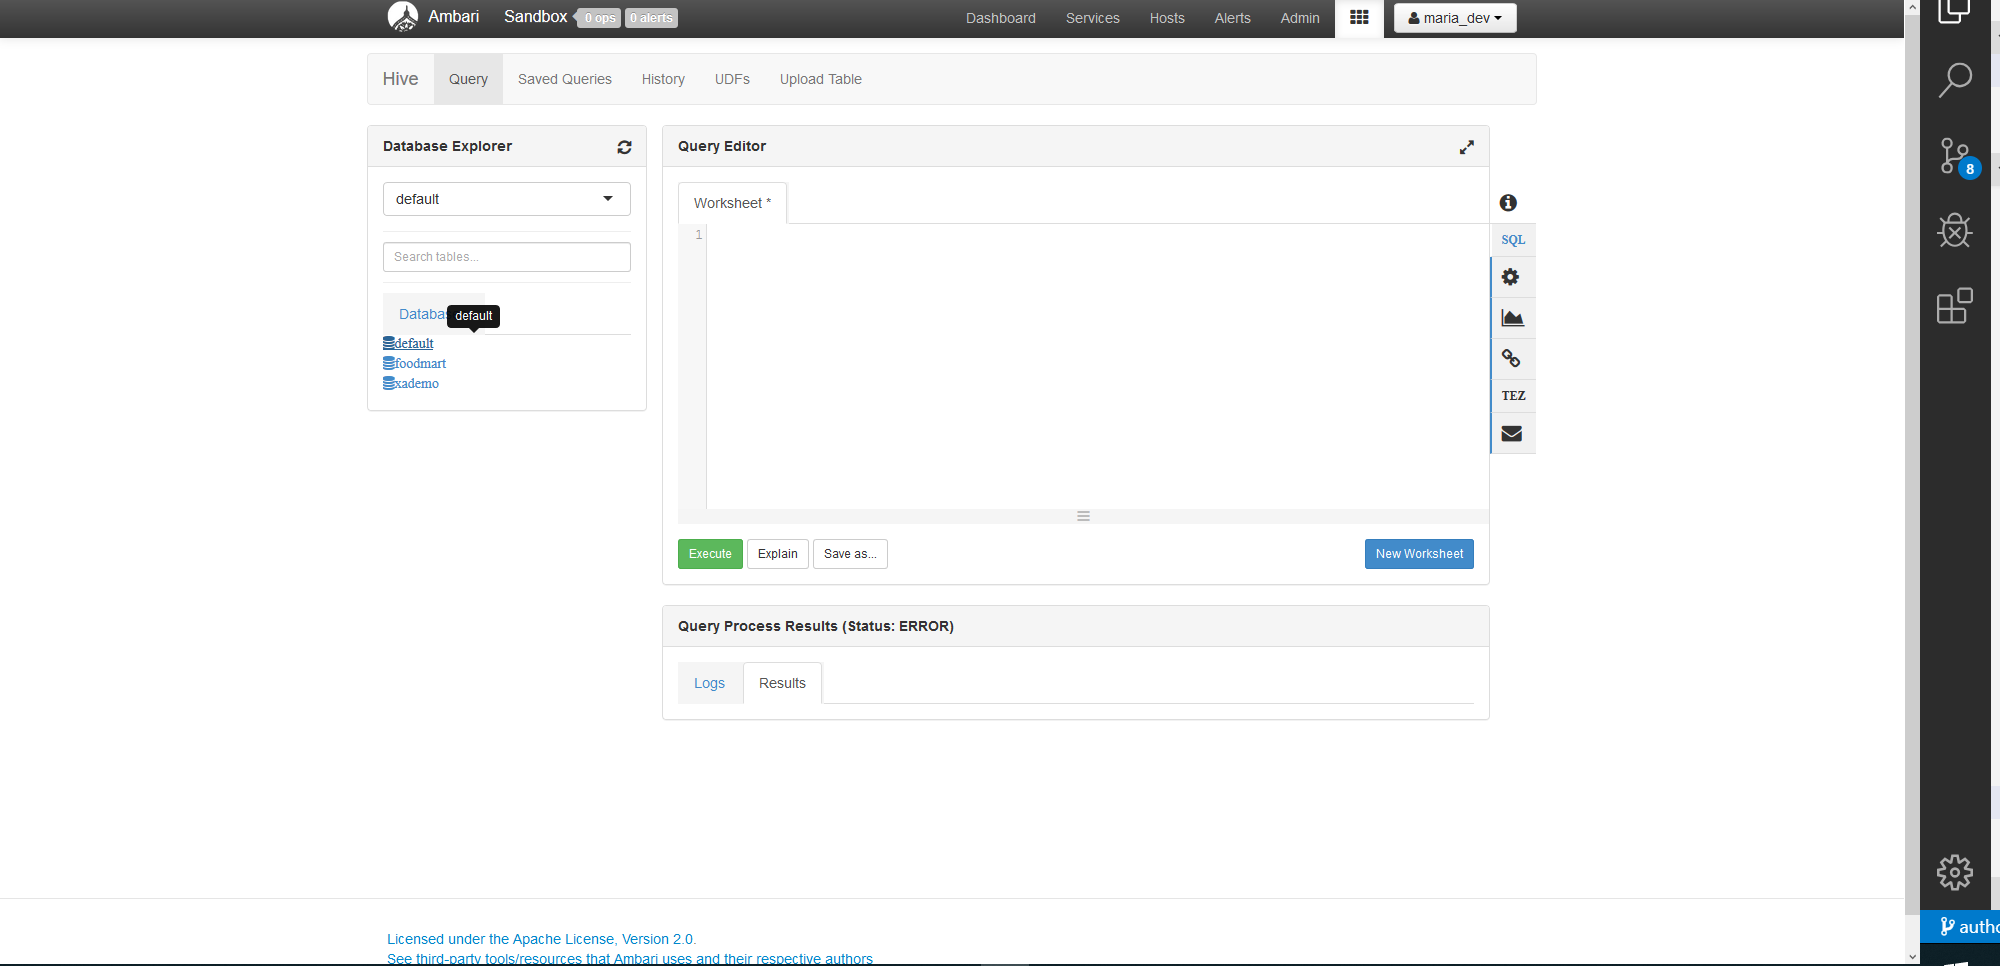 Ambari Sandbox 0 ops 0 alerts Dashboard Services Hosts Alerts Admin maria_dev
Hive Query Saved Queries History UDFs Upload Table
Database Explorer
default
Search tables...
Databa
default
default
foodmart
xademo
Query Editor
Worksheet *
1
SQL
TEZ
Execute Explain Save as... New Worksheet
Query Process Results (Status: ERROR)
Logs Results
8
Licensed under the Apache License, Version 2.0.
See third-party tools/resources that Ambari uses and their respective authors
autho